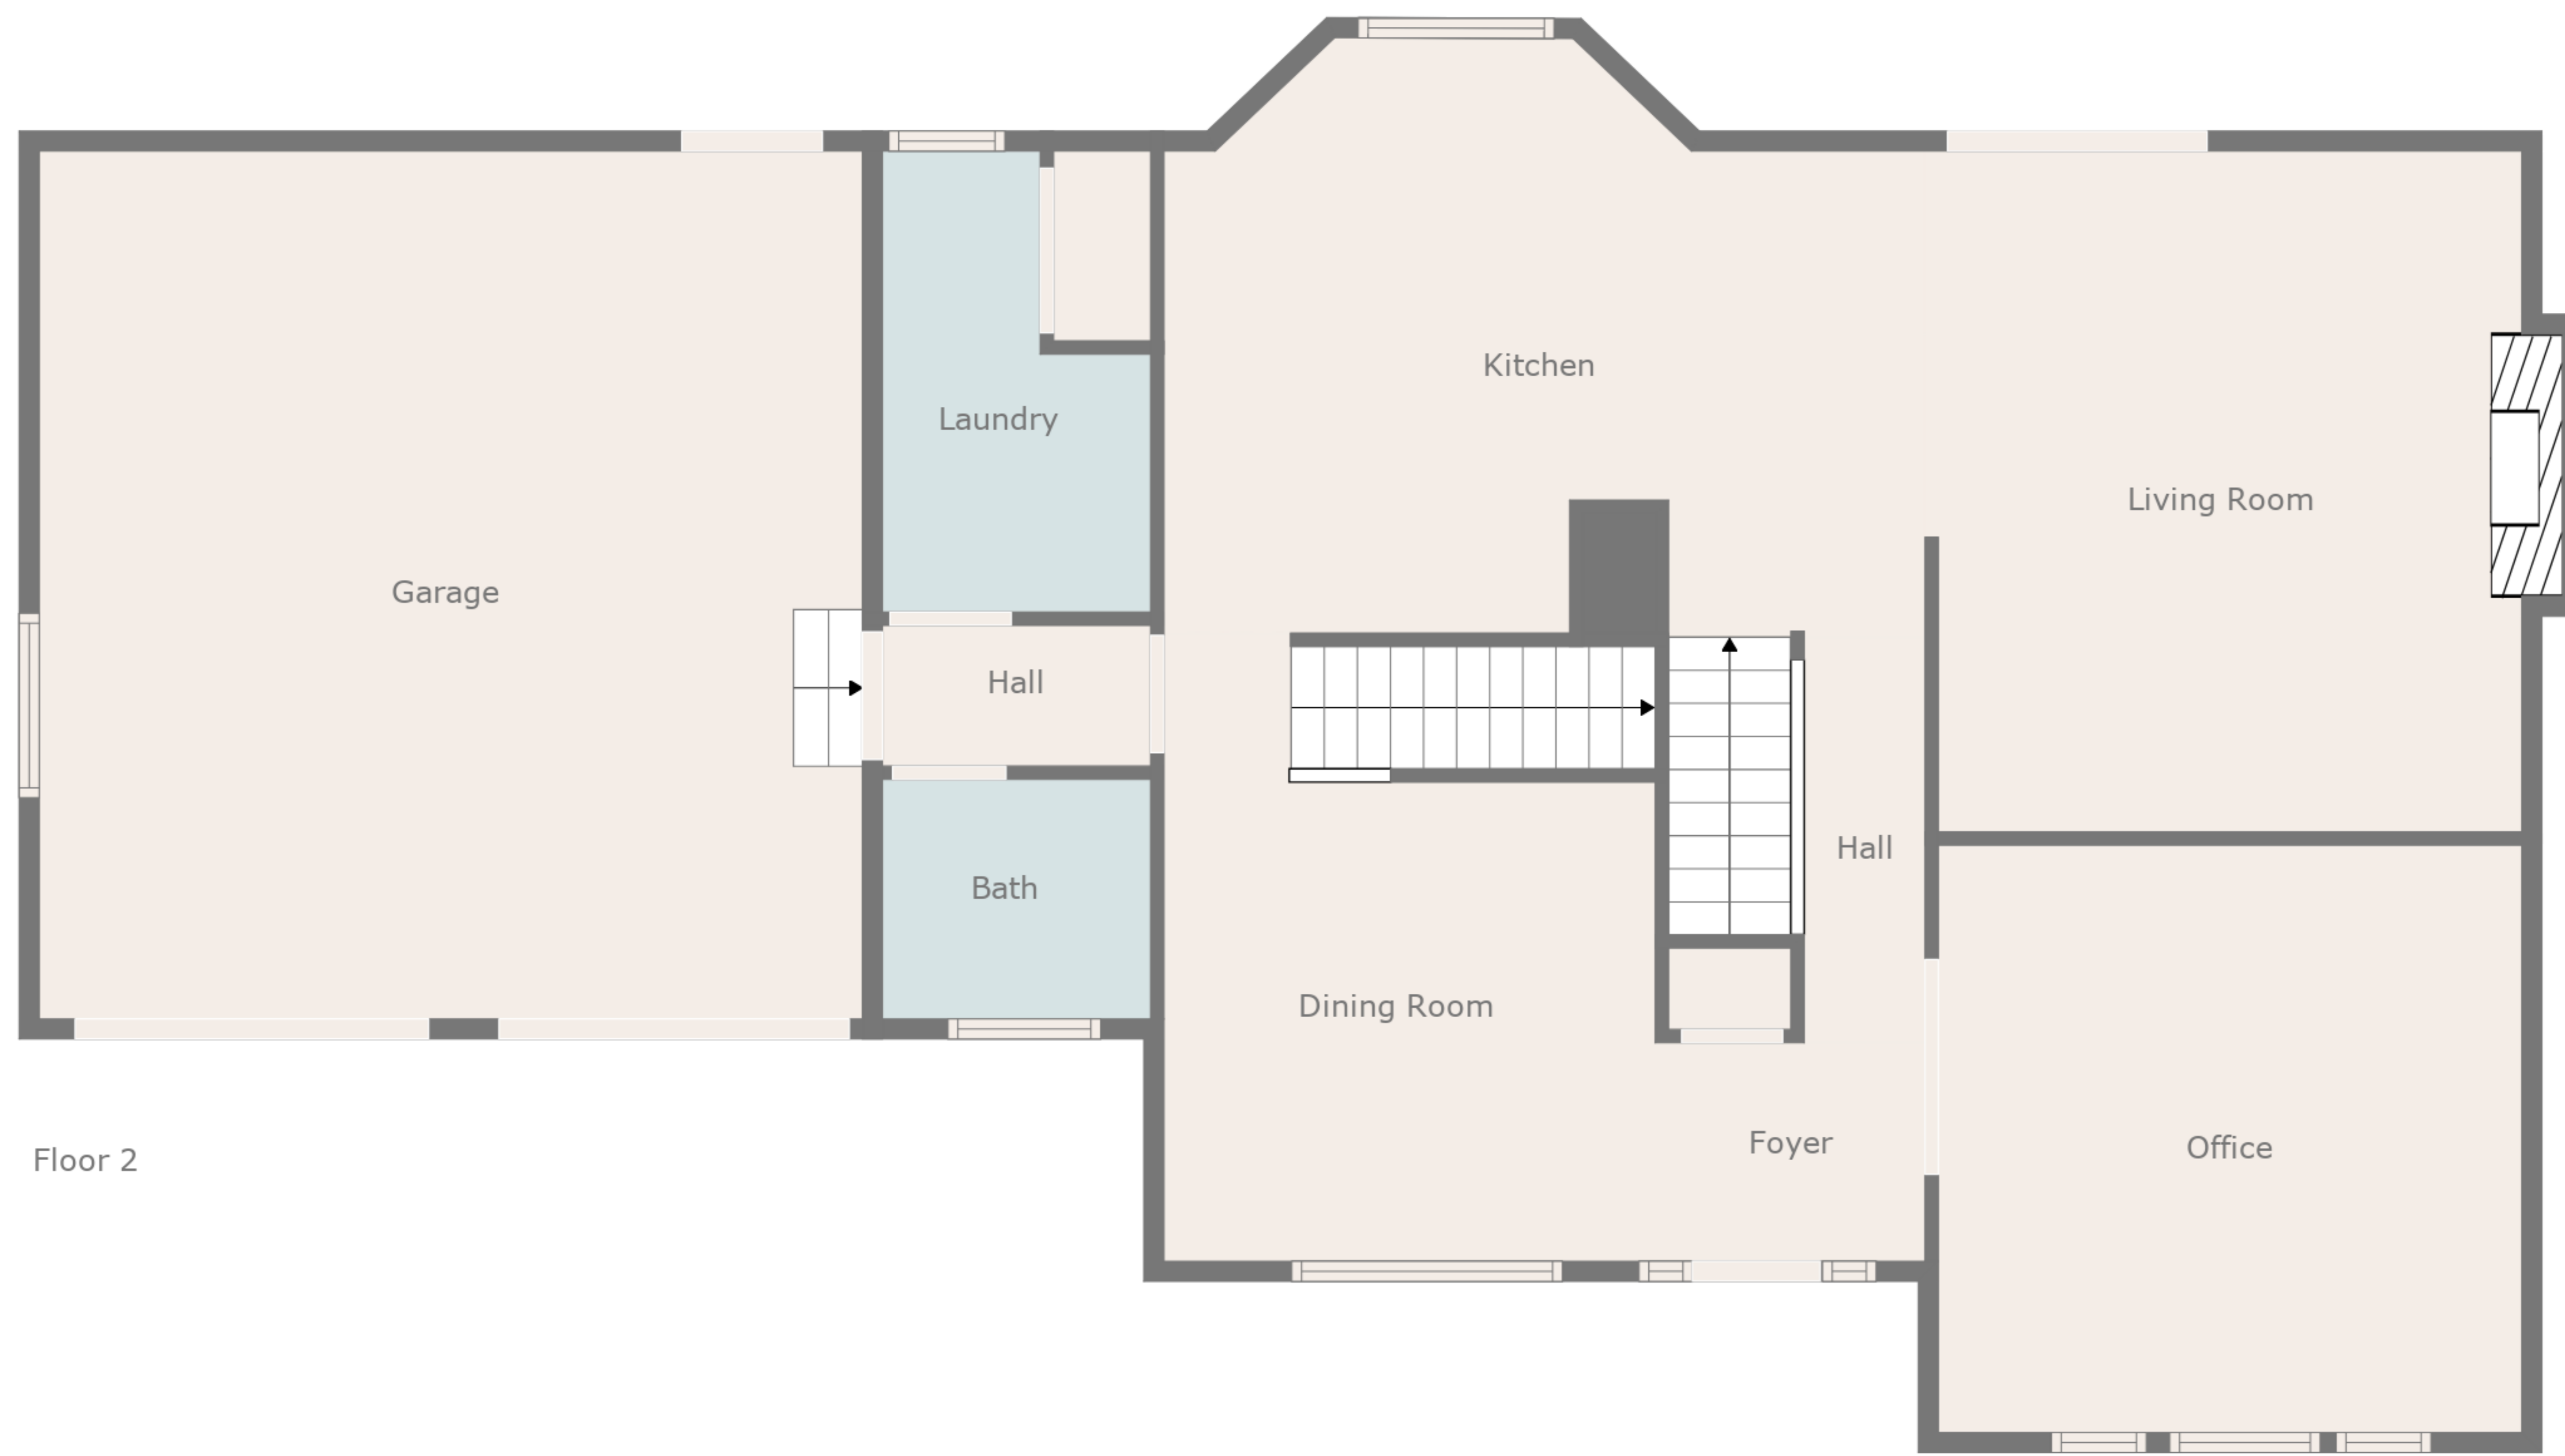 Kitchen
Laundry
Living Room
Garage
Hall
Hall
Bath
Dining Room
Foyer
Office
Floor 2